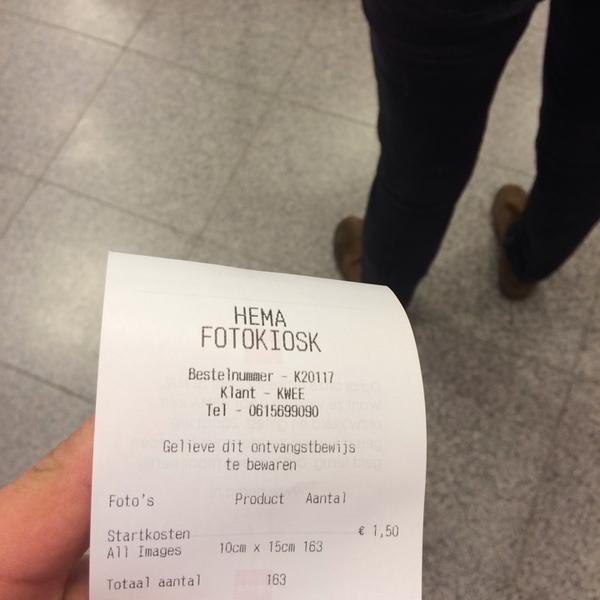 HEMA
FOTOKIOSK
Bestelnummer - K20117
Klant - KWEE
Tel - 0615699090
Gelieve dit ontvangstbewijs
te bewaren
Foto's Product Aantal
Startkosten € 1,50
All Images 10cm x 15cm 163
Totaal aantal 163